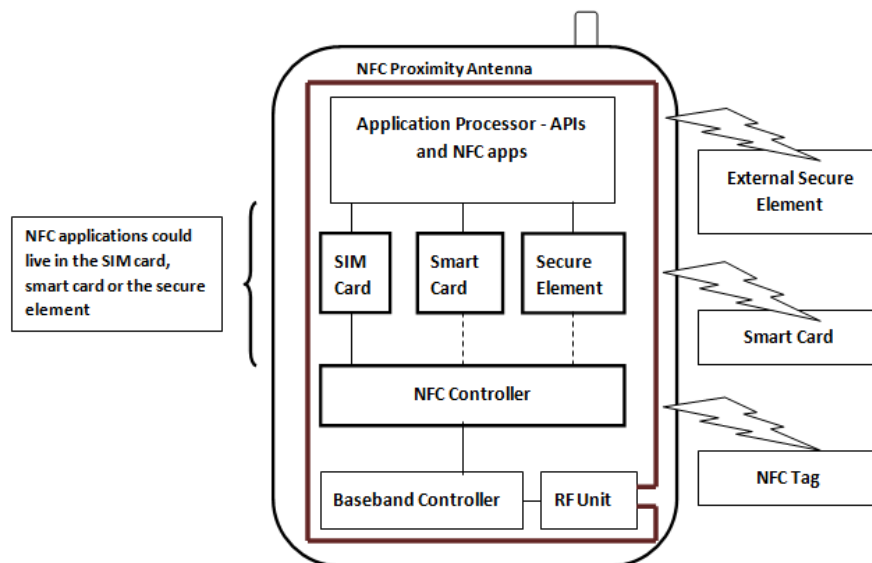 NFC Proximity Antenna
Application Processor - APIs
and NFC apps
External Secure
Element
NFC applications could
live in the SIM card,
smart card or the secure
element
SIM
Card
Smart
Card
Secure
Element
Smart Card
NFC Controller
NFC Tag
Baseband Controller
RF Unit